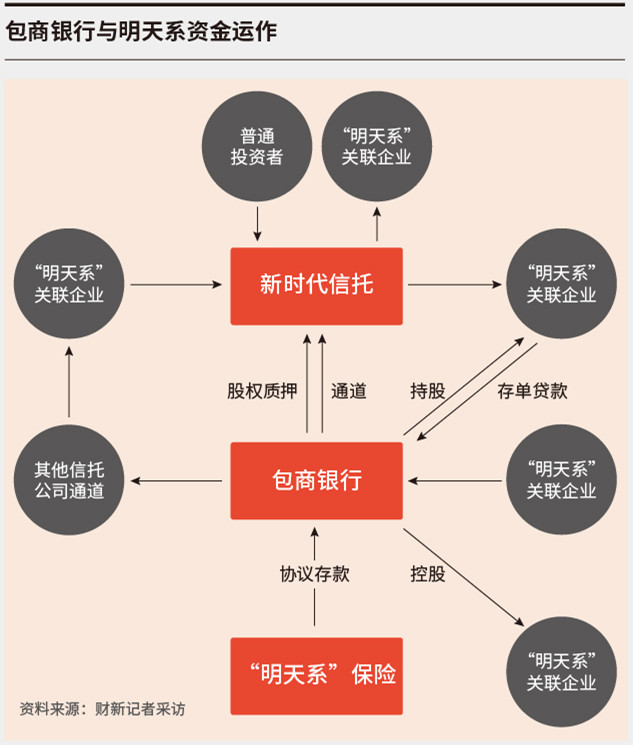 包商银行与明天系资金运作
普通
投资者
“明天系”
关联企业
“明天系”
关联企业
新时代信托
“明天系”
关联企业
股权质押
通道
持股
存单贷款
其他信托
公司通道
包商银行
“明天系”
关联企业
协议存款
控股
“明天系”保险
“明天系”
关联企业
资料来源：财新记者采访